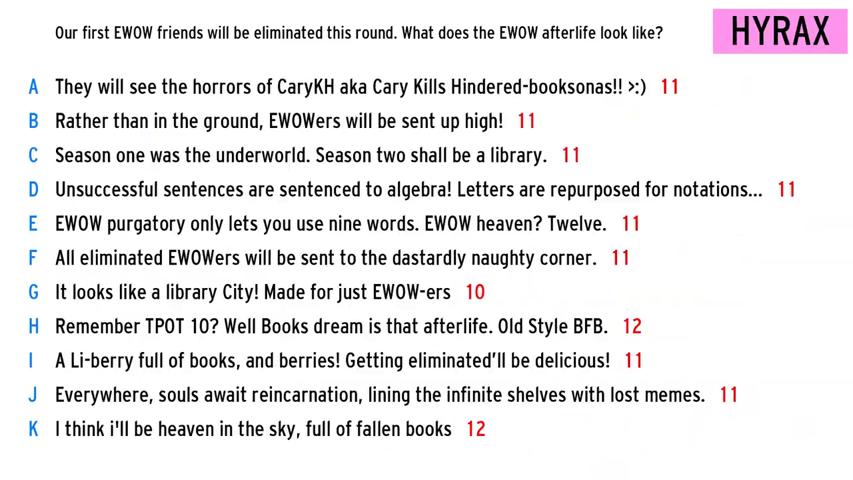 Our first EWOW friends will be eliminated this round. What does the EWOW afterlife look like?
HYRAX
A They will see the horrors of CaryKH aka Cary Kills Hindered-booksonas!! >:) 11
B Rather than in the ground, EWOWers will be sent up high! 11
C Season one was the underworld. Season two shall be a library. 11
D Unsuccessful sentences are sentenced to algebra! Letters are repurposed for notations... 11
E EWOW purgatory only lets you use nine words. EWOW heaven? Twelve. 11
F All eliminated EWOWers will be sent to the dastardly naughty corner. 11
G It looks like a library City! Made for just EWOW-ers 10
H Remember TPOT 10? Well Books dream is that afterlife. Old Style BFB. 12
I A Li-berry full of books, and berries! Getting eliminated'll be delicious! 11
J Everywhere, souls await reincarnation, lining the infinite shelves with lost memes. 11
K I think i'll be heaven in the sky, full of fallen books 12